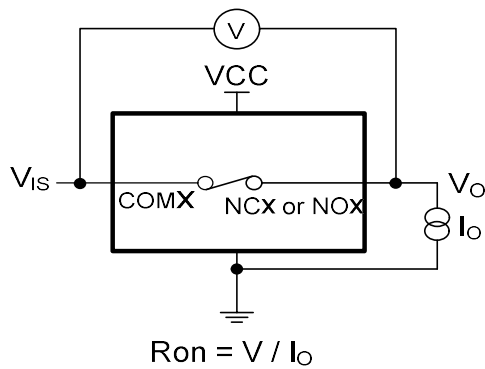 V
VCC
VIS
COMX
NCX or NOX
VO
IO
Ron = V / IO